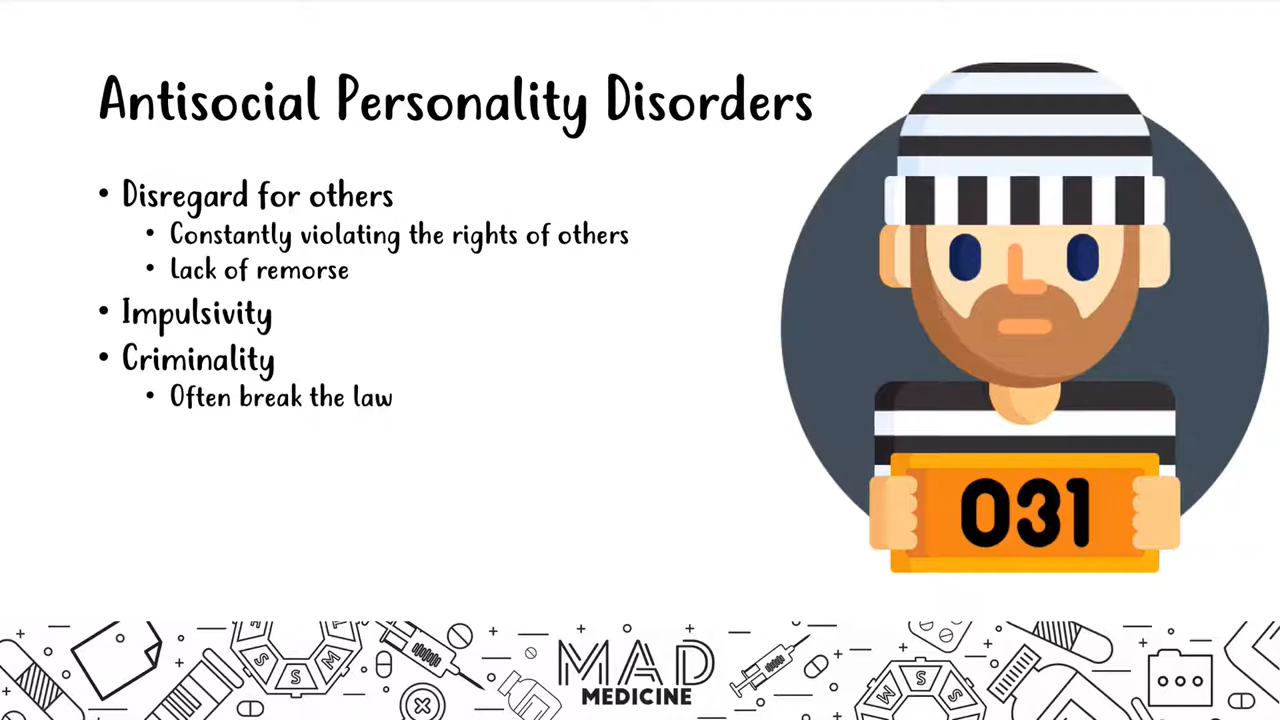 Antisocial Personality Disorders
• Disregard for others
• Constantly violating the rights of others
• Lack of remorse
• Impulsivity
• Criminality
• Often break the law
031
S S M
MAD
MEDICINE
M S S